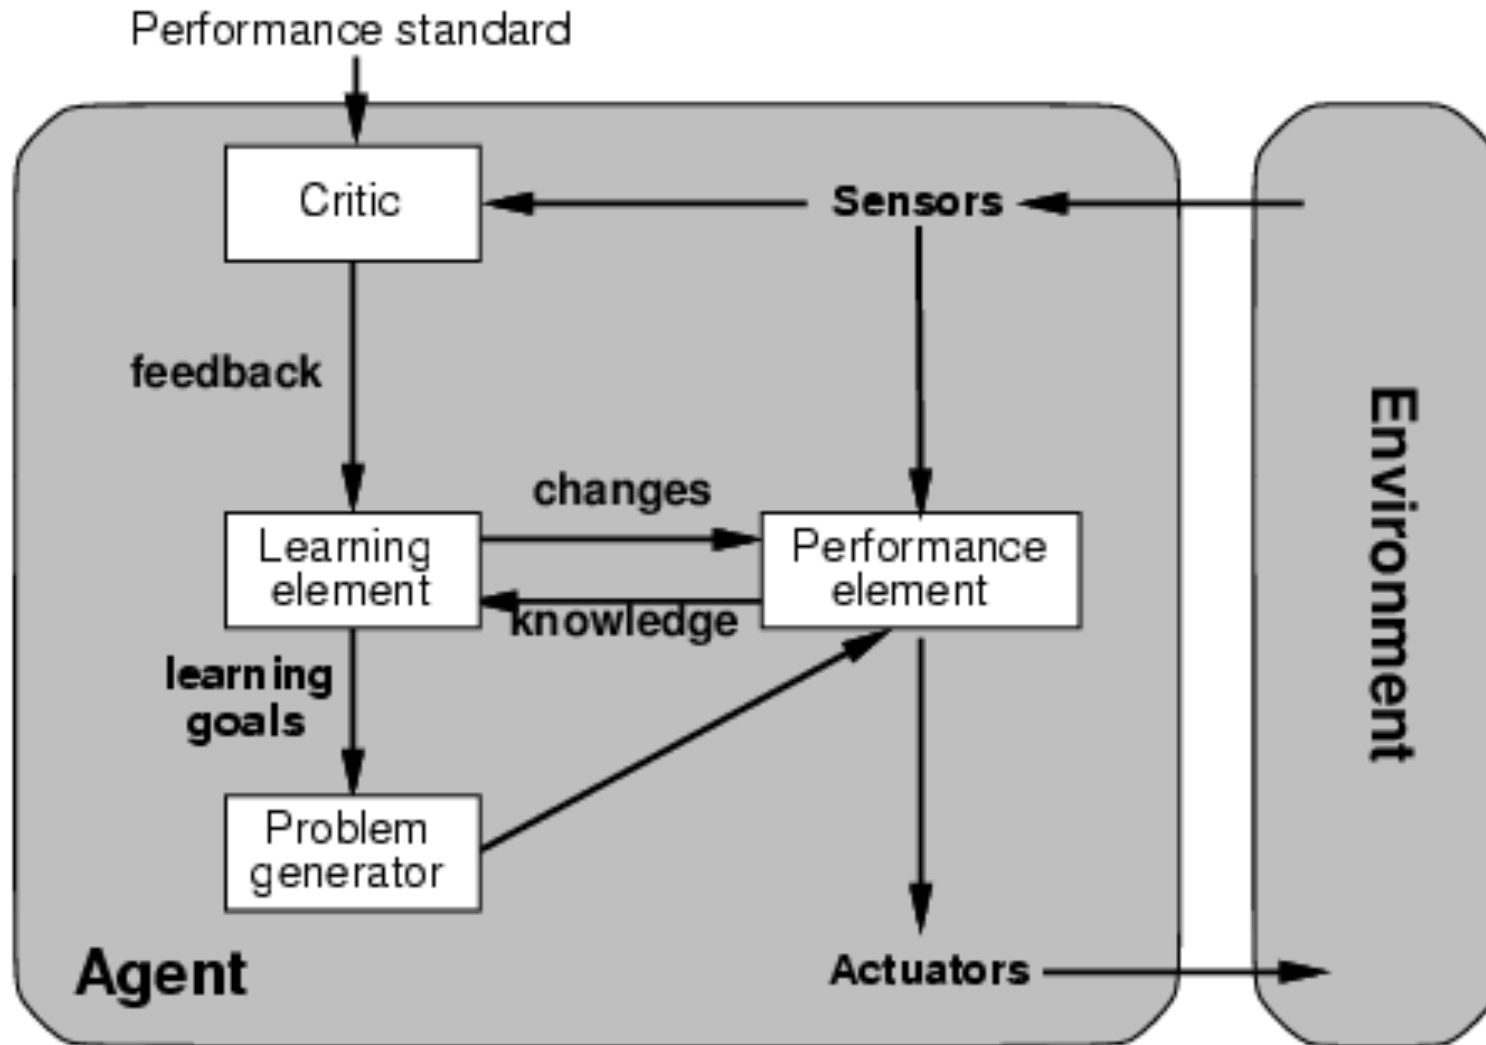 Performance standard
Critic
Sensors
feedback
changes
Learning
element
Performance
element
knowledge
learning
goals
Problem
generator
Agent
Actuators
Environment